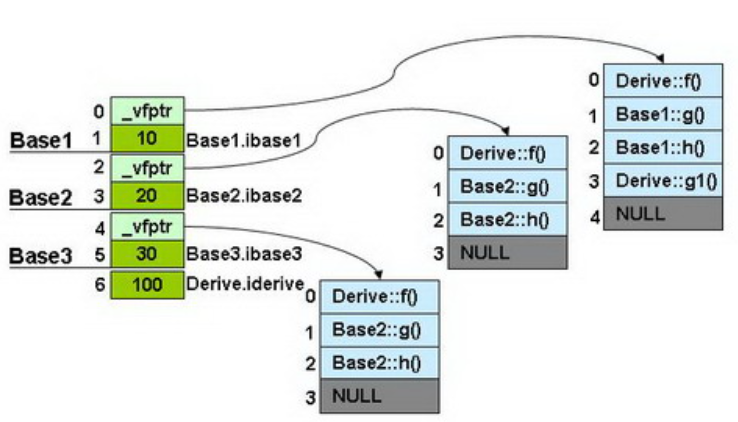 0 _vfptr
Base1 1 10 Base1.ibase1
2 _vfptr
Base2 3 20 Base2.ibase2
4 _vfptr
Base3 5 30 Base3.ibase3
6 100 Derive.iderive
0 Derive::f()
1 Base1::g()
2 Base1::h()
3 Derive::g1()
4 NULL
0 Derive::f()
1 Base2::g()
2 Base2::h()
3 NULL
0 Derive::f()
1 Base2::g()
2 Base2::h()
3 NULL